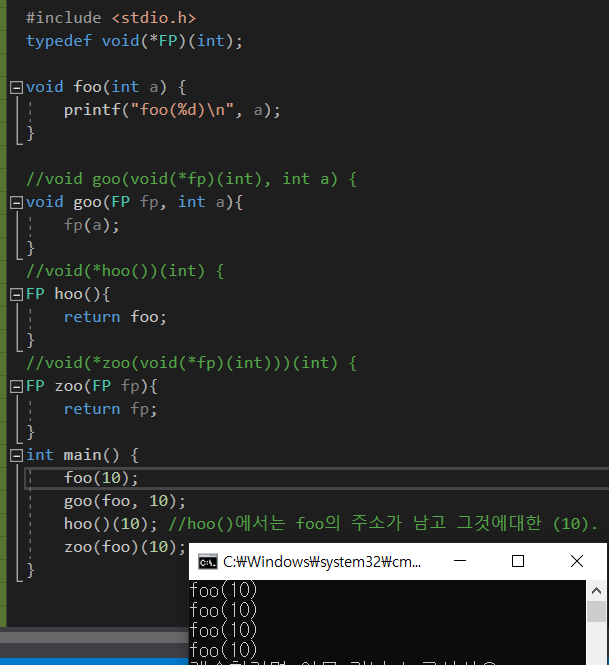 #include <stdio.h>
typedef void(*FP)(int);
void foo(int a) {
printf("foo(%d)\n", a);
}
//void goo(void(*fp)(int), int a) {
void goo(FP fp, int a){
fp(a);
}
//void(*hoo())(int) {
FP hoo(){
return foo;
}
//void(*zoo(void(*fp)(int)))(int) {
FP zoo(FP fp){
return fp;
}
int main() {
foo(10);
goo(foo, 10);
hoo()(10); //hoo()에서는 foo의 주소가 남고 그것에대한 (10).
zoo(foo)(10);
}
C:₩Windows₩system32₩cm...
foo(10)
foo(10)
foo(10)
foo(10)